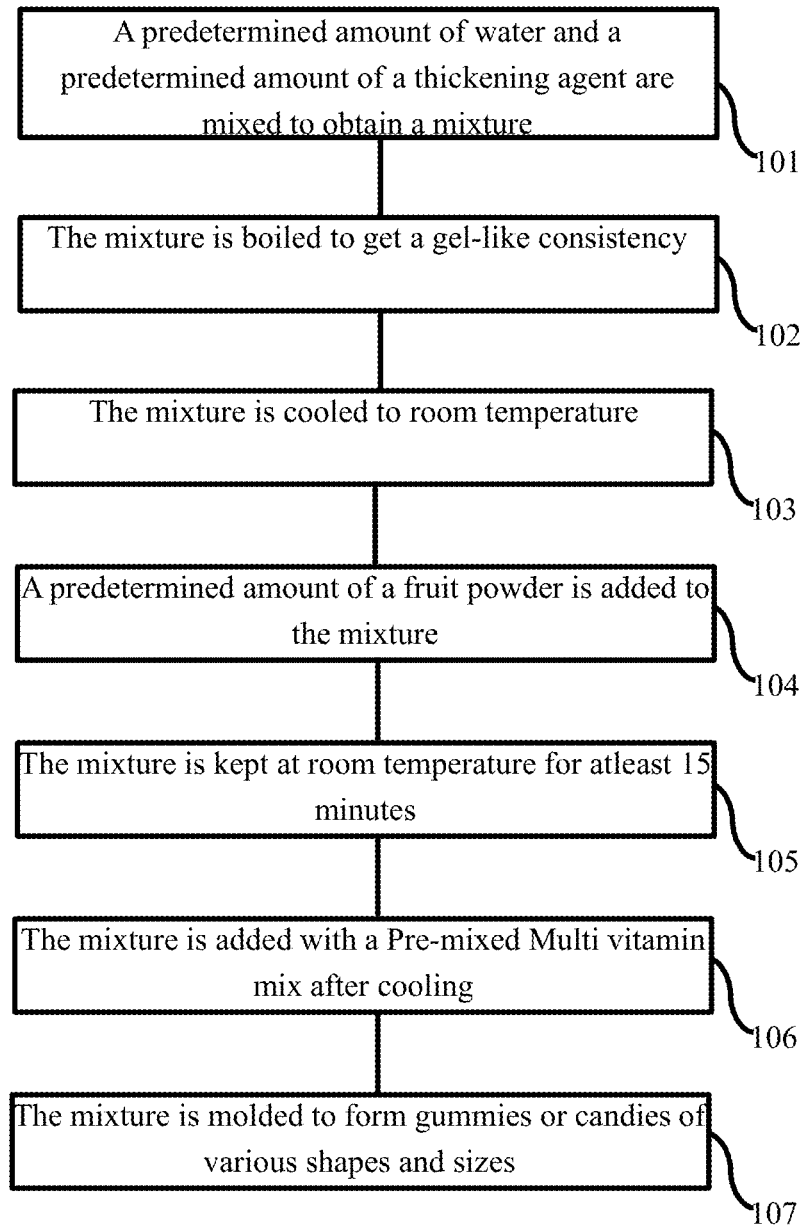 A predetermined amount of water and a
predetermined amount of a thickening agent are
mixed to obtain a mixture
101
The mixture is boiled to get a gel-like consistency
102
The mixture is cooled to room temperature
103
A predetermined amount of a fruit powder is added to
the mixture
104
The mixture is kept at room temperature for atleast 15
minutes
105
The mixture is added with a Pre-mixed Multi vitamin
mix after cooling
106
The mixture is molded to form gummies or candies of
various shapes and sizes
107